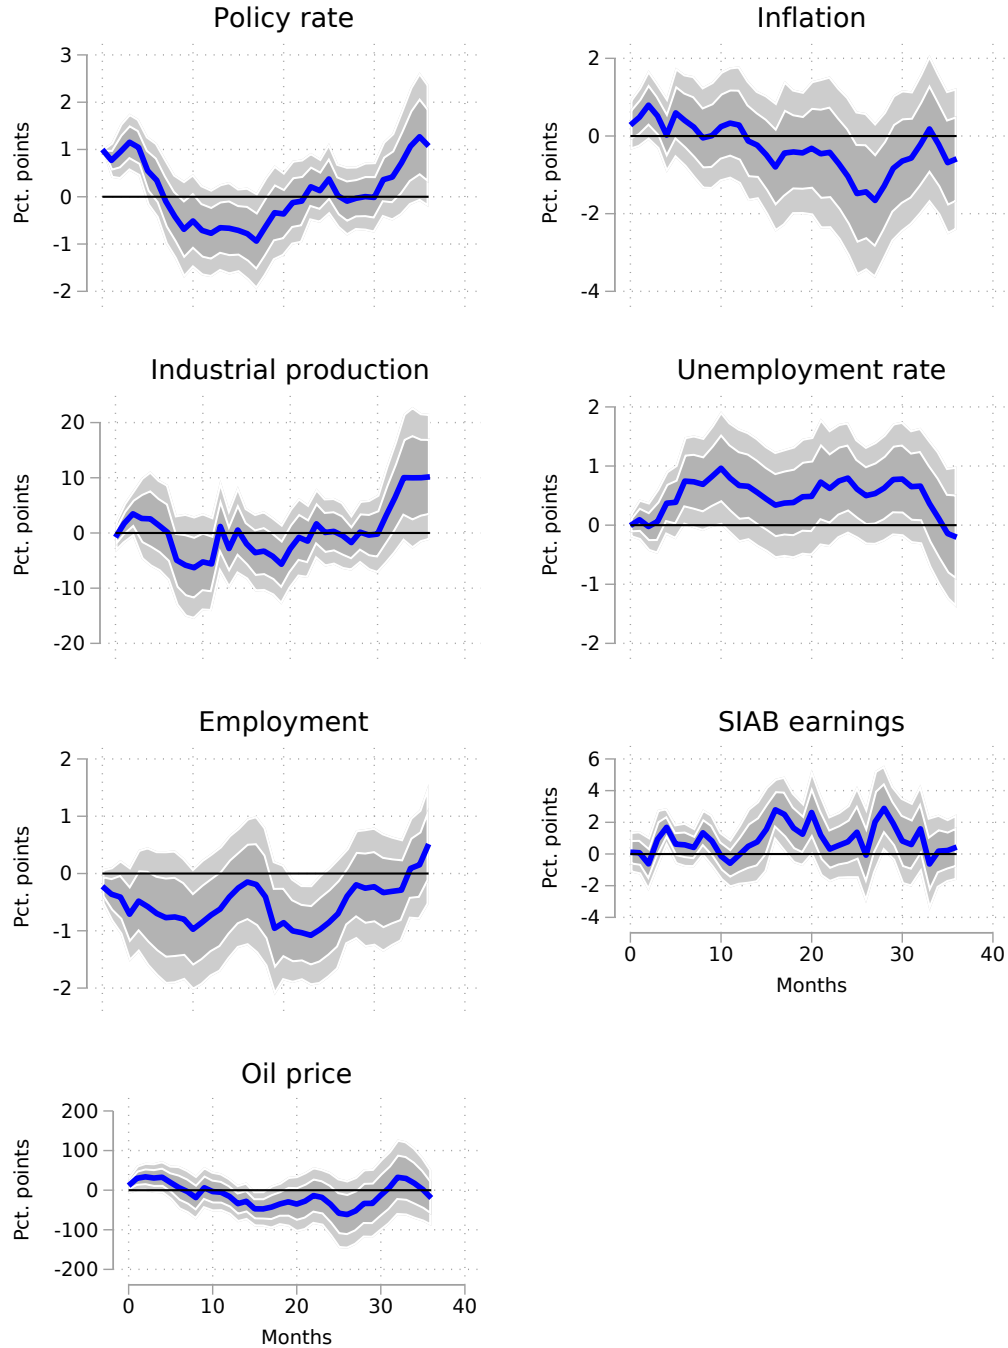 Policy rate
Pct. points
3
2
1
0
-1
-2
Inflation
Pct. points
2
0
-2
-4
Industrial production
Pct. points
20
10
0
-10
-20
Unemployment rate
Pct. points
2
1
0
-1
-2
Employment
Pct. points
2
1
0
-1
-2
SIAB earnings
Pct. points
6
4
2
0
-2
-4
0 10 20 30 40
Months
Oil price
Pct. points
200
100
0
-100
-200
0 10 20 30 40
Months